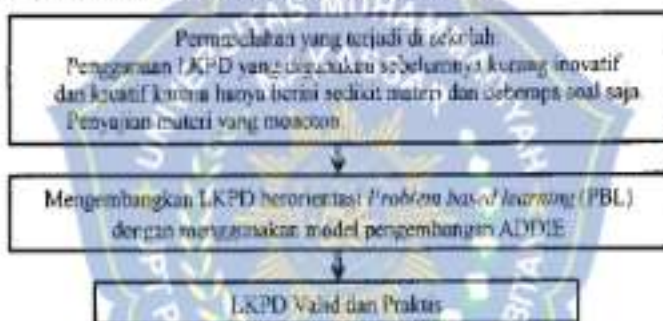 Permasalahan yang terjadi di sekolah
Penggunaan LKPD yang digunakan sebelumnya kurang inovatif
dan kreatif karena hanya berisi sedikit materi dan beberapa soal saja
Penyajian materi yang monoton
Mengembangkan LKPD berorientasi Problem based learning (PBL)
dengan menggunakan model pengembangan ADDIE
LKPD Valid dan Praktis